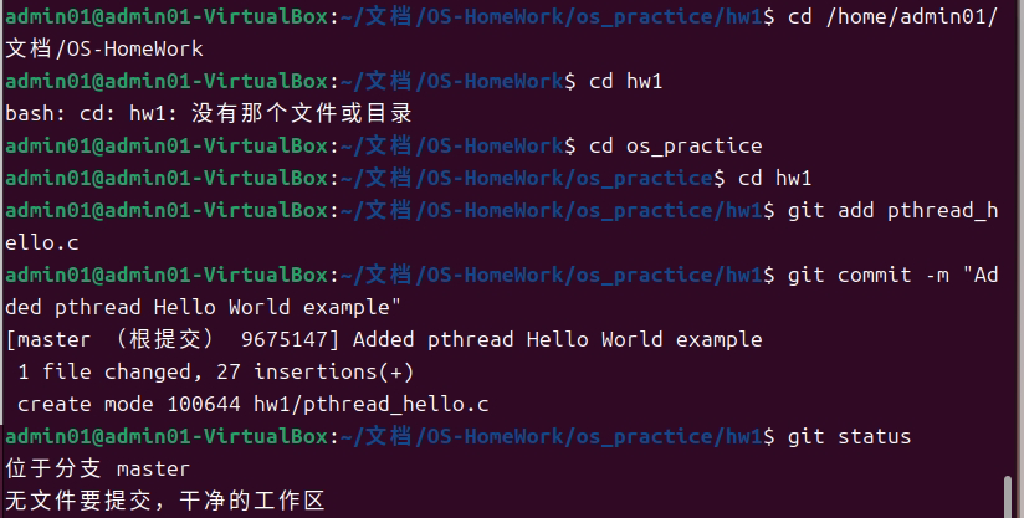 admin01@admin01-VirtualBox:~/文档/OS-HomeWork/os_practice/hw1$ cd /home/admin01/
文档/OS-HomeWork
admin01@admin01-VirtualBox:~/文档/OS-HomeWork$ cd hw1
bash: cd: hw1: 没有那个文件或目录
admin01@admin01-VirtualBox:~/文档/OS-HomeWork$ cd os_practice
admin01@admin01-VirtualBox:~/文档/OS-HomeWork/os_practice$ cd hw1
admin01@admin01-VirtualBox:~/文档/OS-HomeWork/os_practice/hw1$ git add pthread_h
ello.c
admin01@admin01-VirtualBox:~/文档/OS-HomeWork/os_practice/hw1$ git commit -m "Ad
ded pthread Hello World example"
[master （根提交） 9675147] Added pthread Hello World example
 1 file changed, 27 insertions(+)
 create mode 100644 hw1/pthread_hello.c
admin01@admin01-VirtualBox:~/文档/OS-HomeWork/os_practice/hw1$ git status
位于分支 master
无文件要提交，干净的工作区